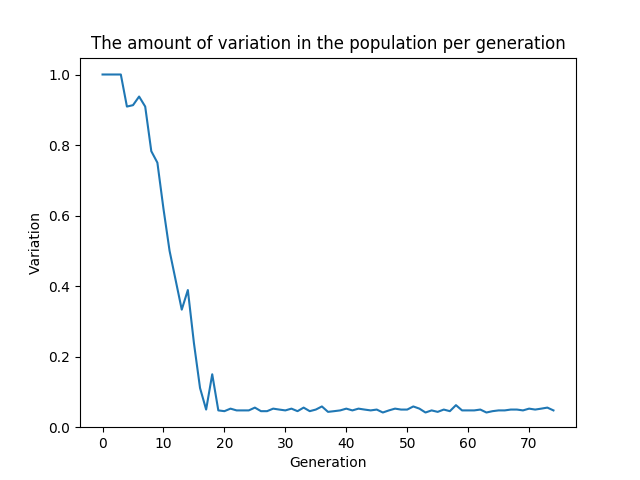 The amount of variation in the population per generation
1.0
0.8
0.6
0.4
0.2
0.0
Variation
0 10 20 30 40 50 60 70
Generation